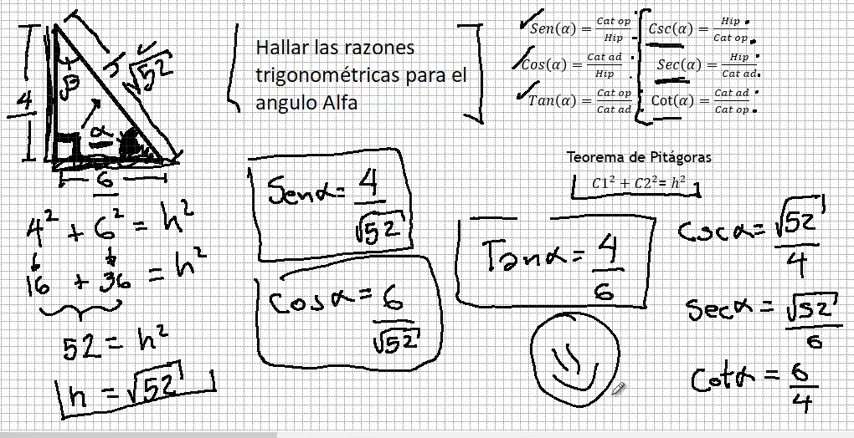 4
β
h
√52
α
6
Hallar las razones
trigonométricas para el
angulo Alfa
Sen(α) = Cat op / Hip
Csc(α) = Hip / Cat op
Cos(α) = Cat ad / Hip
Sec(α) = Hip / Cat ad
Tan(α) = Cat op / Cat ad
Cot(α) = Cat ad / Cat op
Teorema de Pitágoras
C1² + C2² = h²
4² + 6² = h²
16 + 36 = h²
52 = h²
h = √52
Senα = 4 / √52
Cosα = 6 / √52
Tanα = 4 / 6
Cscα = √52 / 4
Secα = √52 / 6
Cotα = 6 / 4